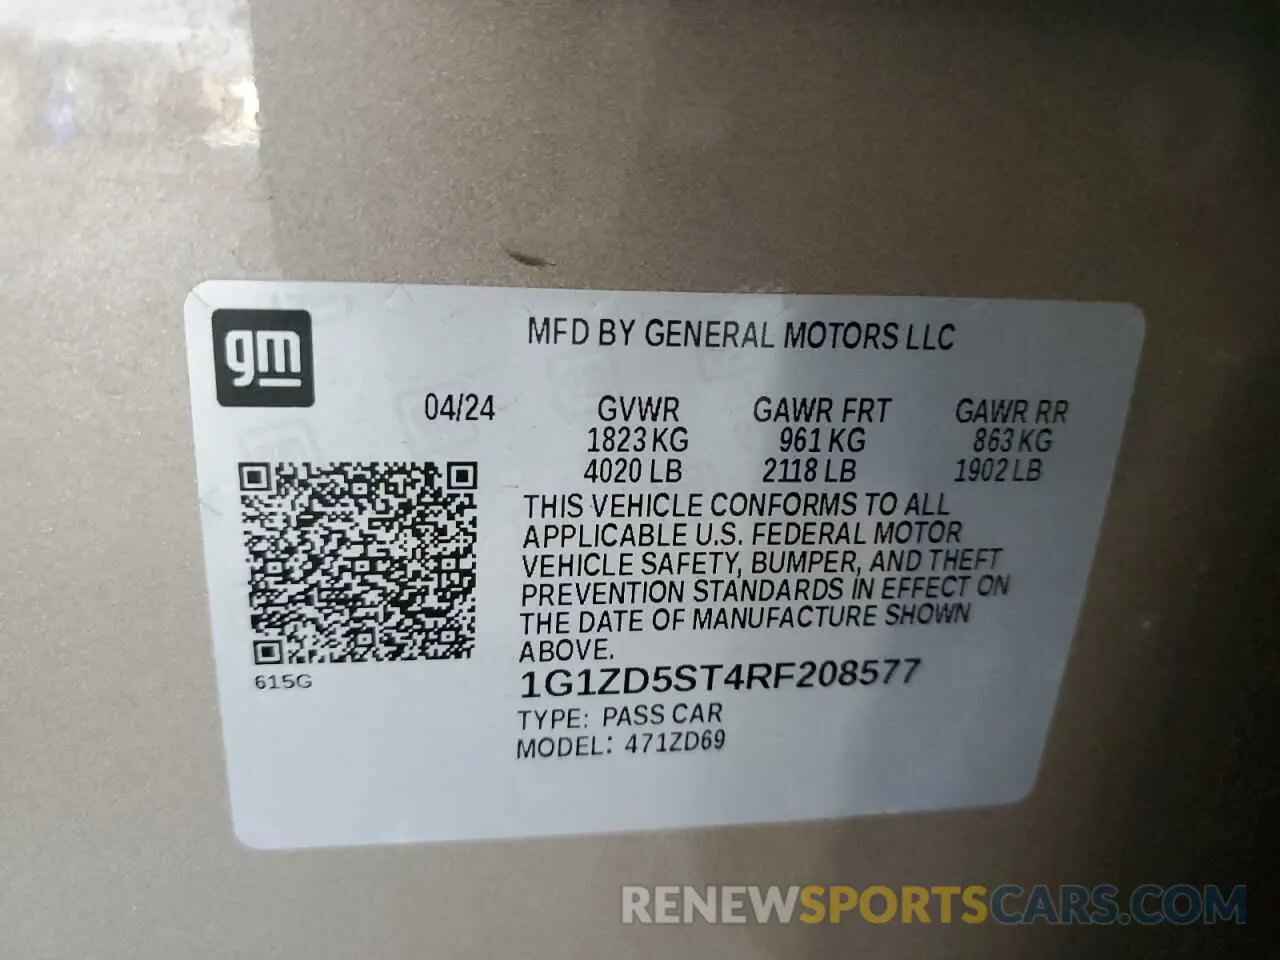 MFD BY GENERAL MOTORS LLC
gm
04/24 GVWR GAWR FRT GAWR RR
1823 KG 961 KG 863 KG
4020 LB 2118 LB 1902 LB
THIS VEHICLE CONFORMS TO ALL
APPLICABLE U.S. FEDERAL MOTOR
VEHICLE SAFETY, BUMPER, AND THEFT
PREVENTION STANDARDS IN EFFECT ON
THE DATE OF MANUFACTURE SHOWN
ABOVE.
615G
1G1ZD5ST4RF208577
TYPE: PASS CAR
MODEL: 471ZD69
RENEWSPORTSCARS.COM